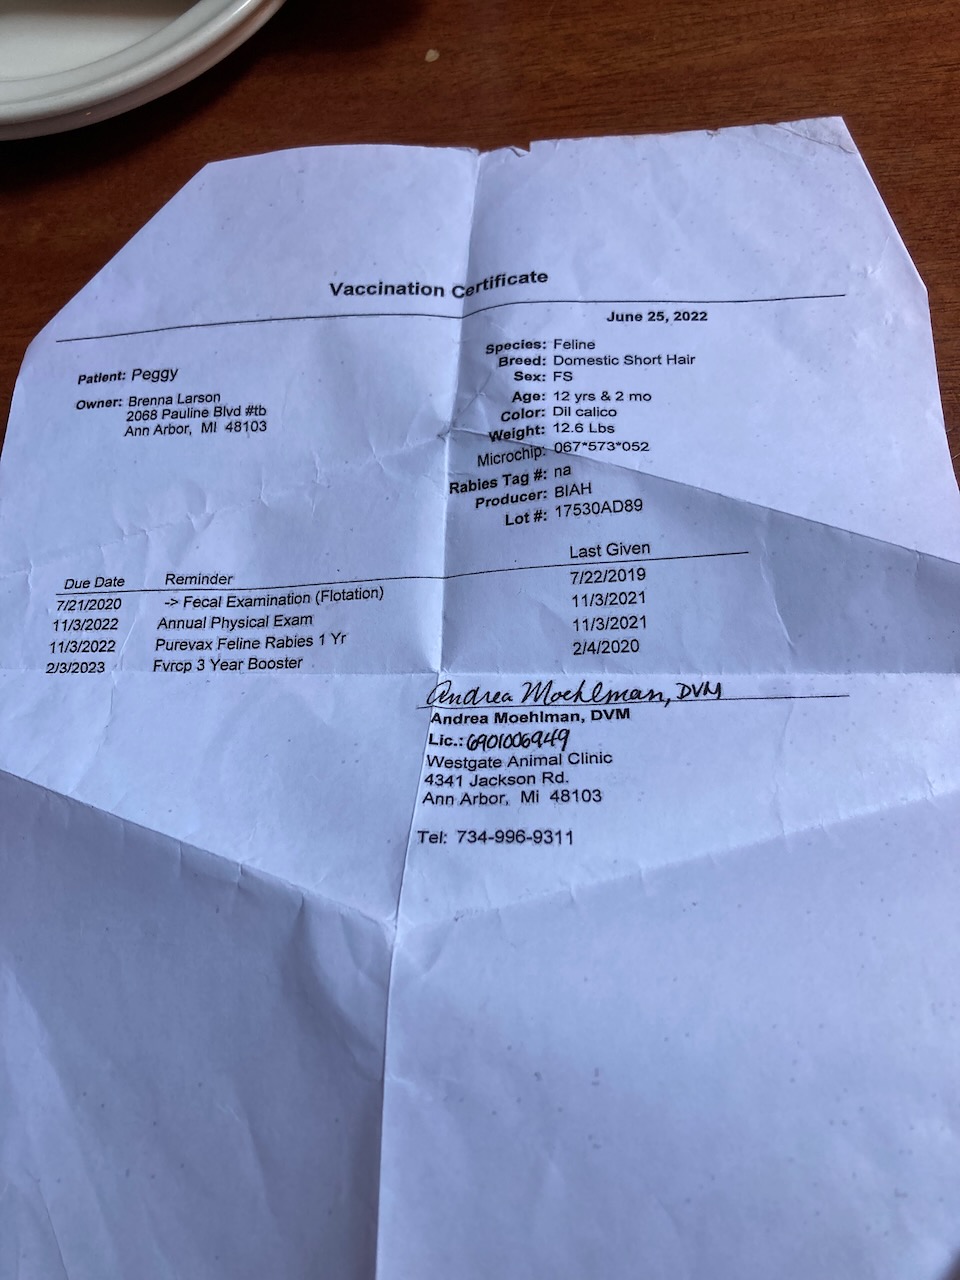 Vaccination Certificate
June 25, 2022
Patient: Peggy
Owner: Brenna Larson
2068 Pauline Blvd #tb
Ann Arbor, MI 48103
Species: Feline
Breed: Domestic Short Hair
Sex: FS
Age: 12 yrs & 2 mo
Color: Dil calico
Weight: 12.6 Lbs
Microchip: 067*573*052
Rabies Tag #: na
Producer: BIAH
Lot #: 17530AD89
Due Date Reminder Last Given
7/21/2020 -> Fecal Examination (Flotation) 7/22/2019
11/3/2022 Annual Physical Exam 11/3/2021
11/3/2022 Purevax Feline Rabies 1 Yr 11/3/2021
2/3/2023 Fvrcp 3 Year Booster 2/4/2020
Andrea Moehlman, DVM
Andrea Moehlman, DVM
Lic.: 6901006949
Westgate Animal Clinic
4341 Jackson Rd.
Ann Arbor, Mi 48103
Tel: 734-996-9311